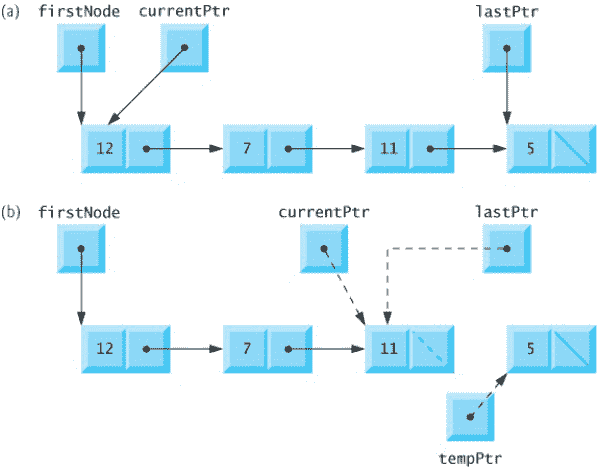 (a) firstNode currentPtr lastPtr
12 7 11 5
(b) firstNode currentPtr lastPtr
12 7 11 5
tempPtr